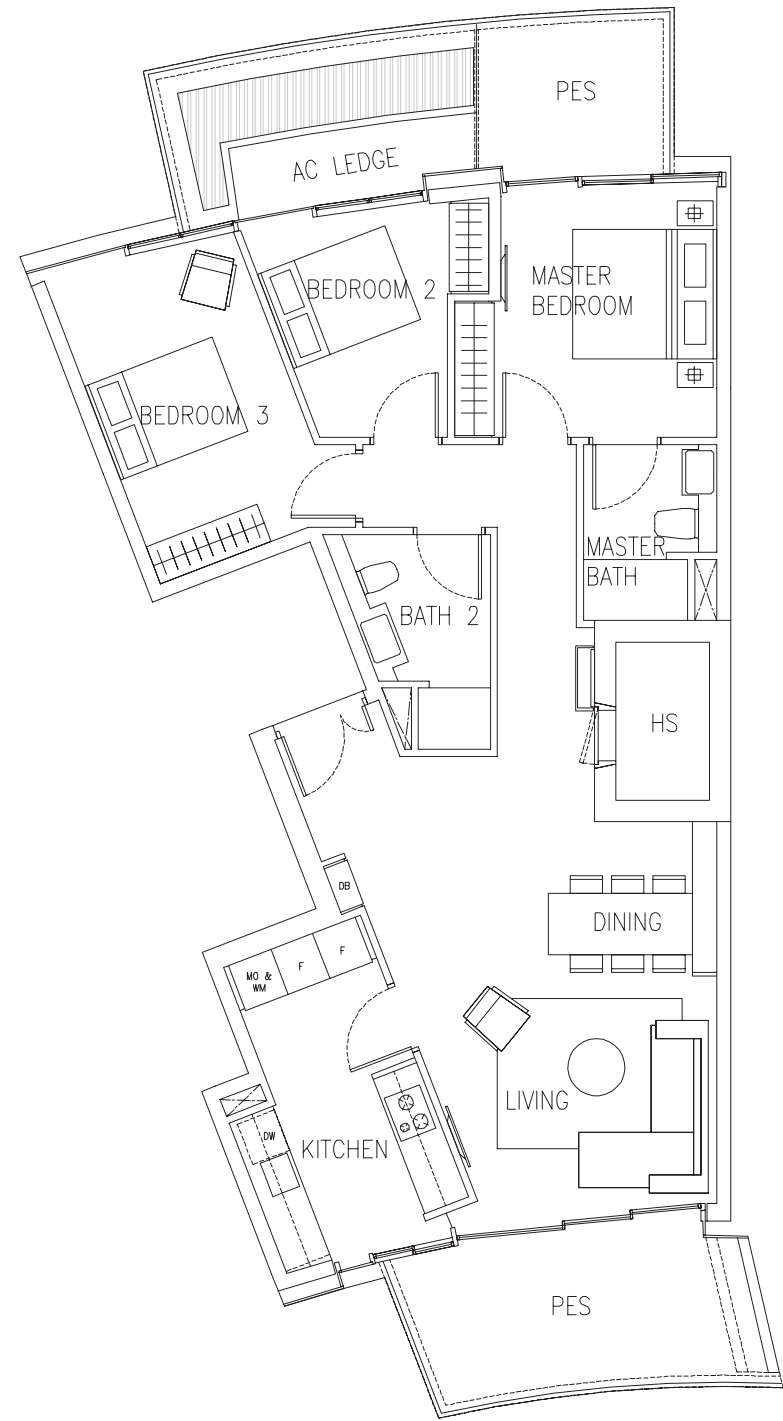 PES
AC LEDGE
BEDROOM 2
MASTER
BEDROOM
BEDROOM 3
MASTER
BATH
BATH 2
HS
DB
DINING
MO &
WM
F
F
LIVING
DW
KITCHEN
PES